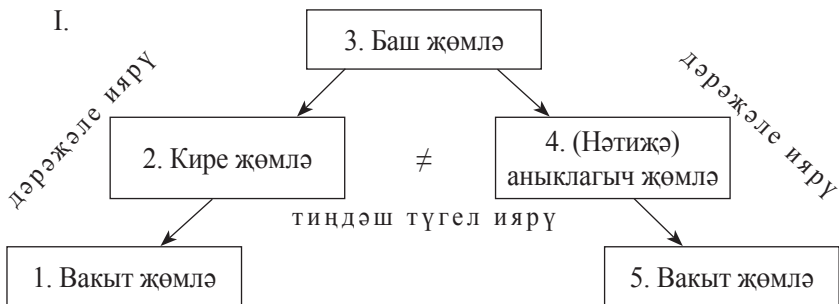 I.
3. Баш җөмлә
дәрәҗәле иярү
дәрәҗәле иярү
2. Кире җөмлә
≠
4. (Нәтиҗә)
аныклагыч җөмлә
тиңдәш түгел иярү
1. Вакыт җөмлә
5. Вакыт җөмлә